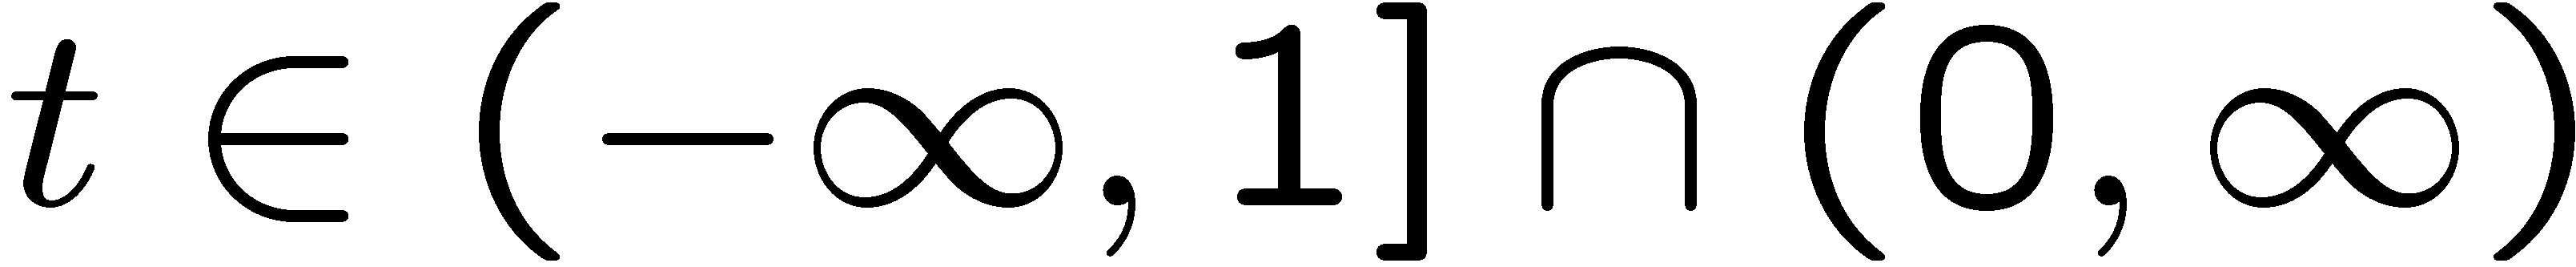 t ∈ (−∞, 1] ∩ (0, ∞)